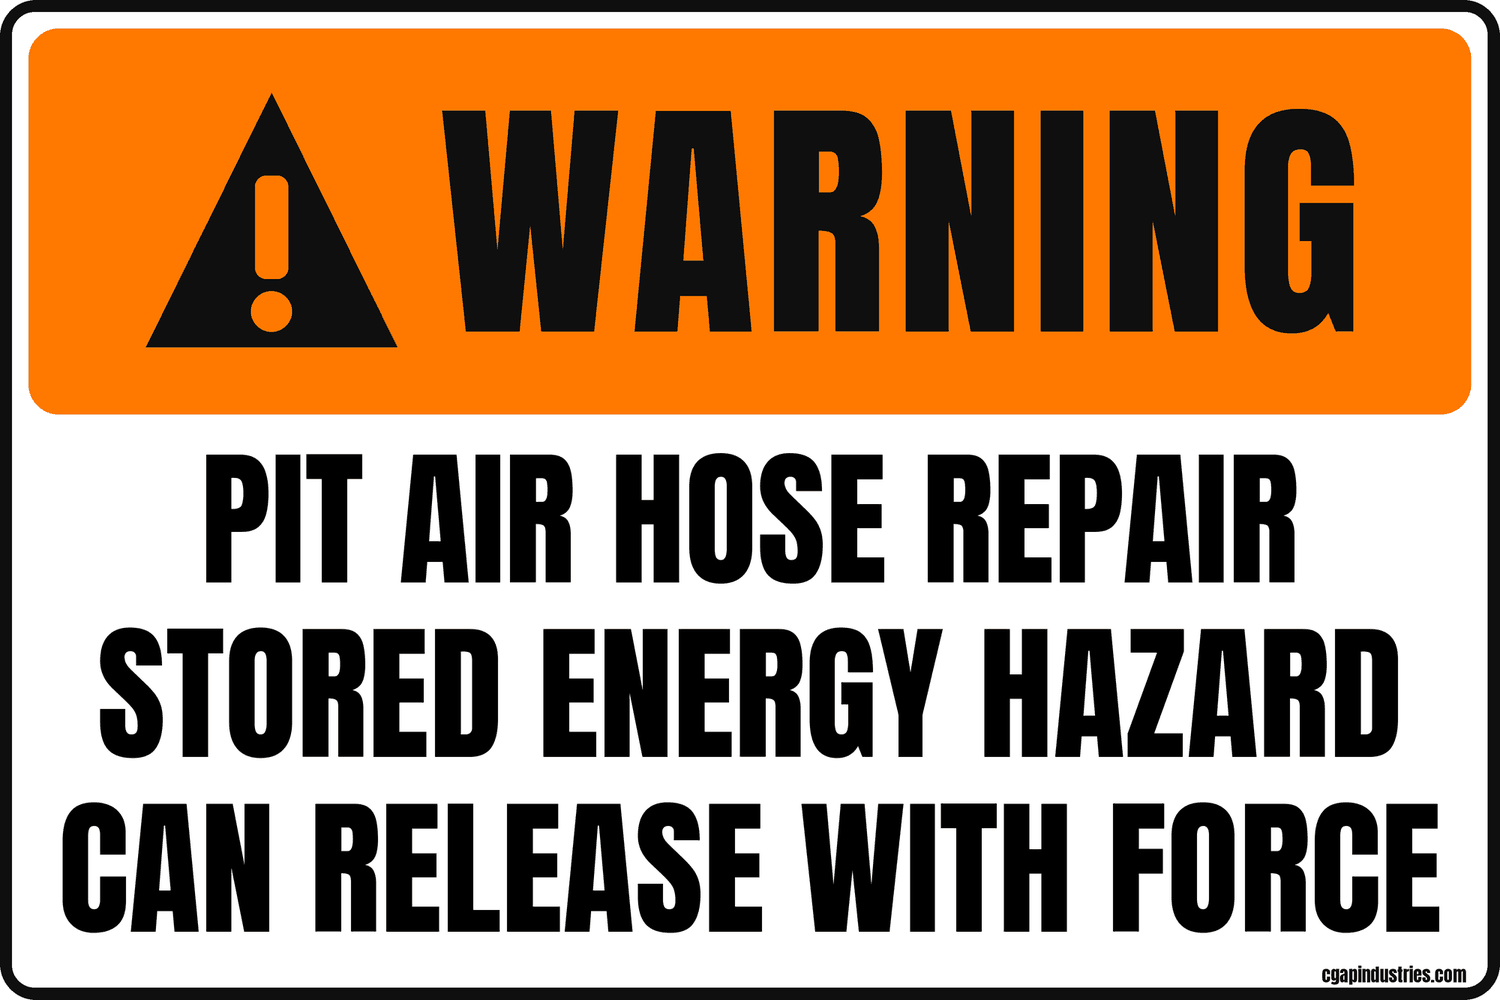 WARNING
PIT AIR HOSE REPAIR
STORED ENERGY HAZARD
CAN RELEASE WITH FORCE
cgapindustries.com